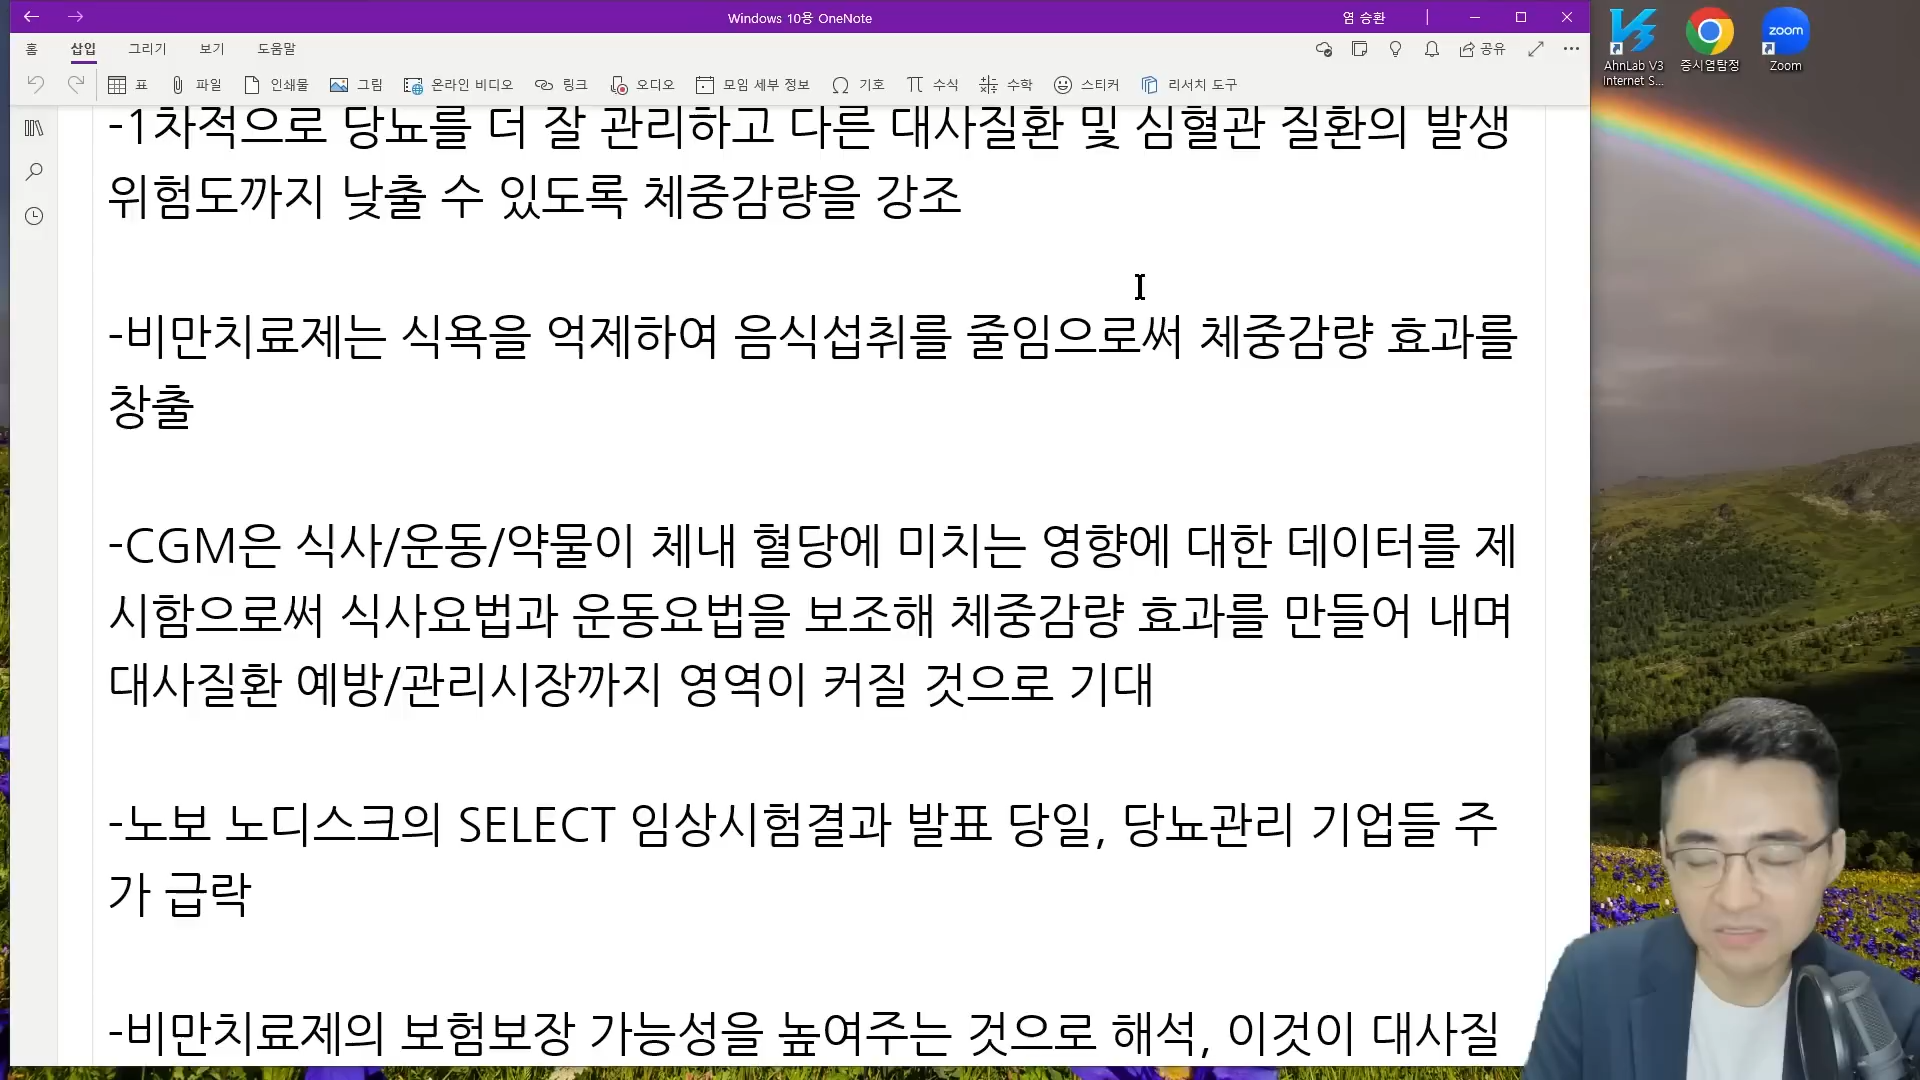 Windows 10용 OneNote
염 승환
홈 삽입 그리기 보기 도움말
공유
표 파일 인쇄물 그림 온라인 비디오 링크 오디오 모임 세부 정보 기호 수식 수학 스티커 리서치 도구
-1차적으로 당뇨를 더 잘 관리하고 다른 대사질환 및 심혈관 질환의 발생
위험도까지 낮출 수 있도록 체중감량을 강조
-비만치료제는 식욕을 억제하여 음식섭취를 줄임으로써 체중감량 효과를
창출
-CGM은 식사/운동/약물이 체내 혈당에 미치는 영향에 대한 데이터를 제
시함으로써 식사요법과 운동요법을 보조해 체중감량 효과를 만들어 내며
대사질환 예방/관리시장까지 영역이 커질 것으로 기대
-노보 노디스크의 SELECT 임상시험결과 발표 당일, 당뇨관리 기업들 주
가 급락
-비만치료제의 보험보장 가능성을 높여주는 것으로 해석, 이것이 대사질
AhnLab V3
Internet S...
증시염탐정
zoom
Zoom